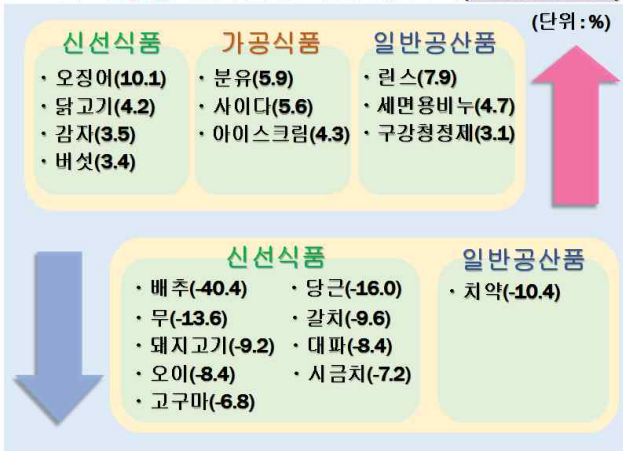 (단위:%)
신선식품
· 오징어(10.1)
· 닭고기(4.2)
· 감자(3.5)
· 버섯(3.4)
가공식품
· 분유(5.9)
· 사이다(5.6)
· 아이스크림(4.3)
일반공산품
· 린스(7.9)
· 세면용비누(4.7)
· 구강청정제(3.1)
신선식품
· 배추(-40.4)
· 무(-13.6)
· 돼지고기(-9.2)
· 오이(-8.4)
· 고구마(-6.8)
· 당근(-16.0)
· 갈치(-9.6)
· 대파(-8.4)
· 시금치(-7.2)
일반공산품
· 치약(-10.4)